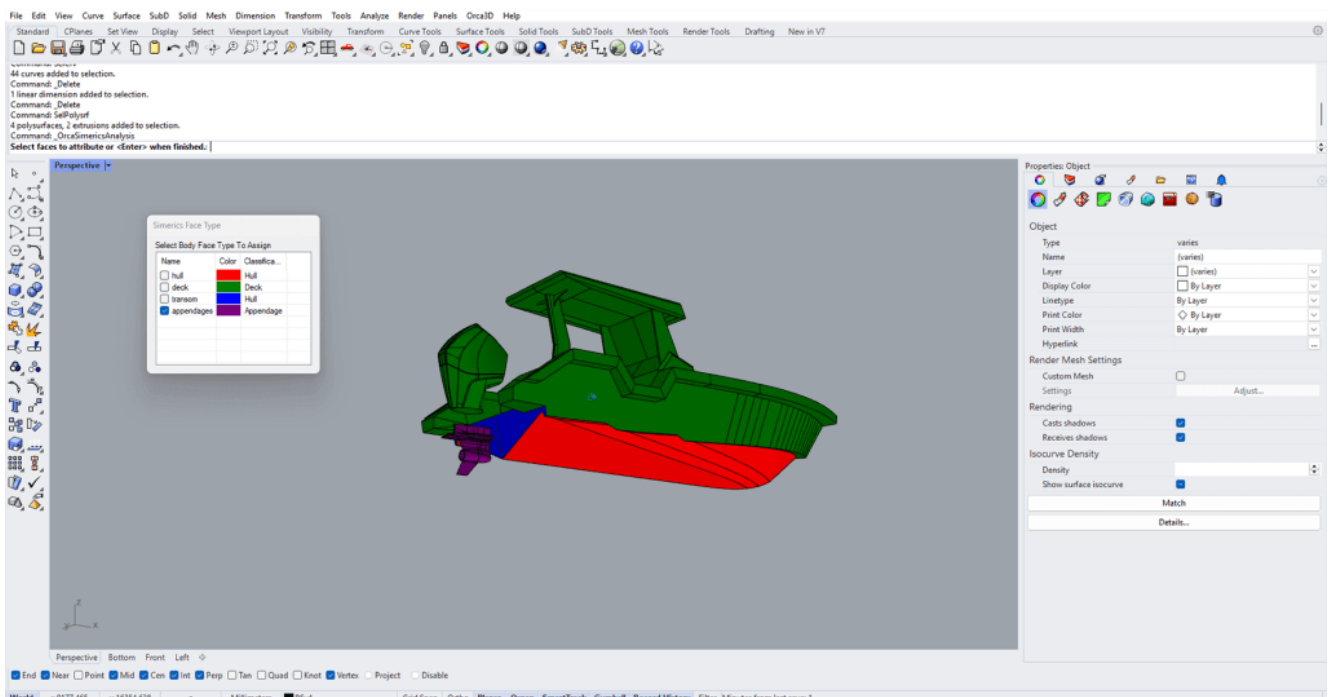 File Edit View Curve Surface SubD Solid Mesh Dimension Transform Tools Analyze Render Panels Orca3D Help
Standard CPlanes Set View Display Select Viewport Layout Visibility Transform Curve Tools Surface Tools Solid Tools SubD Tools Mesh Tools Render Tools Drafting New in V7
44 curves added to selection.
Command: _Delete
1 linear dimension added to selection.
Command: _Delete
Command: SelPolysrf
4 polysurfaces, 2 extrusions added to selection.
Command: _OrcaSimericsAnalysis
Select faces to attribute or <Enter> when finished.:
Perspective
Simerics Face Type
Select Body Face Type To Assign
Name Color Classifica...
hull Hull
deck Deck
transom Hull
appendages Appendage
z
y x
Properties: Object
Object
Type varies
Name (varies)
Layer (varies)
Display Color By Layer
Linetype By Layer
Print Color By Layer
Print Width By Layer
Hyperlink ...
Render Mesh Settings
Custom Mesh
Settings Adjust...
Rendering
Casts shadows
Receives shadows
Isocurve Density
Density
Show surface isocurve
Match
Details...
Perspective Bottom Front Left
End Near Point Mid Cen Int Perp Tan Quad Knot Vertex Project Disable